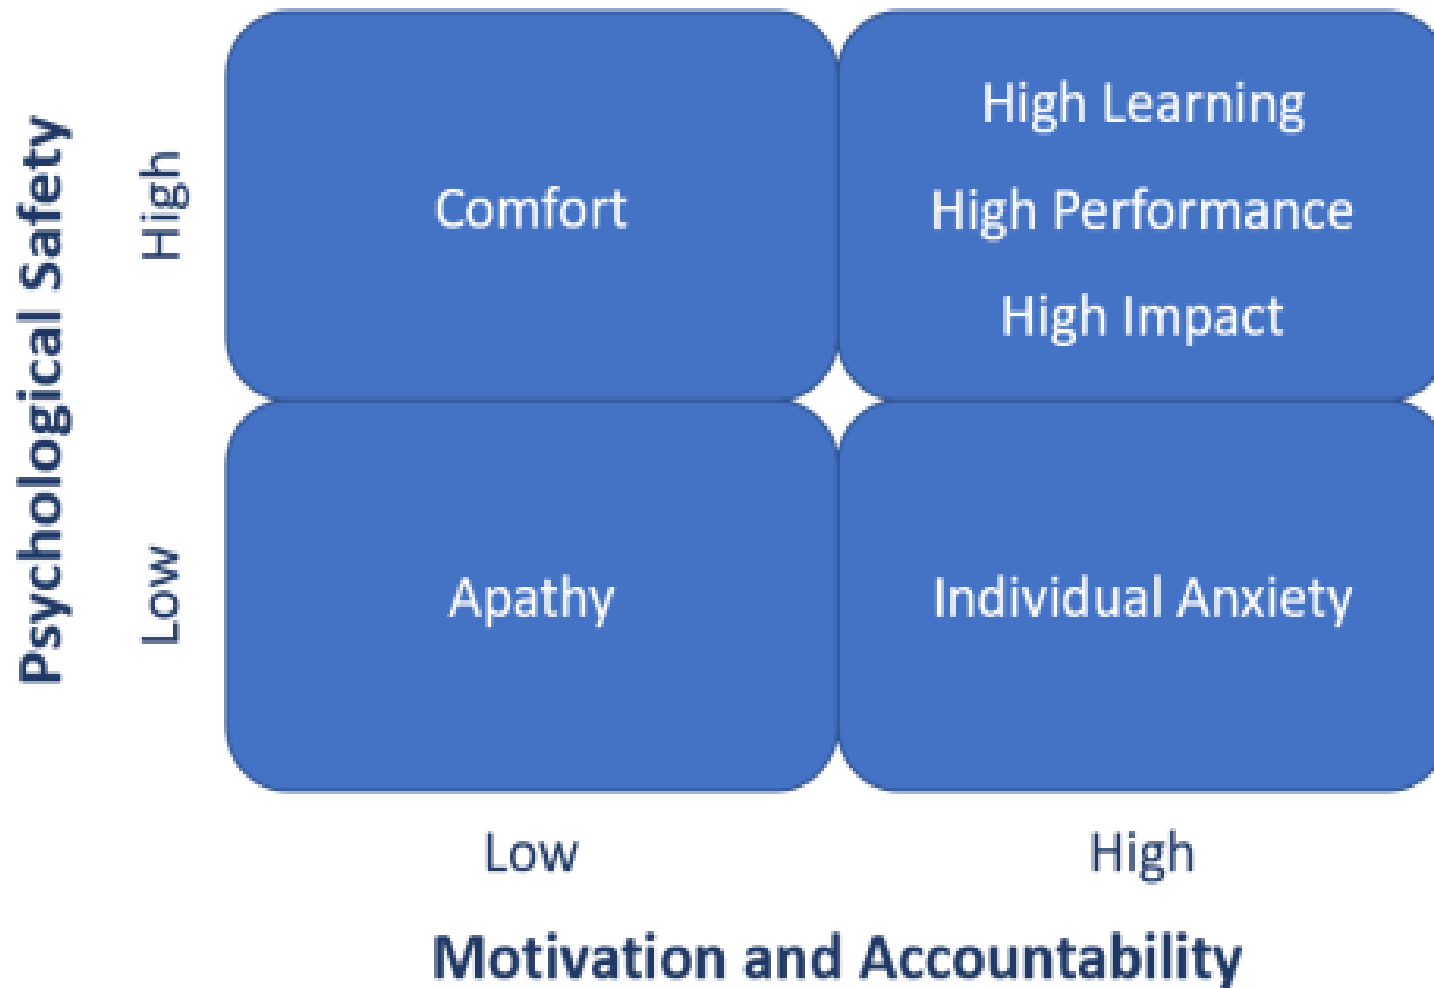 Psychological Safety
High
Comfort
High Learning
High Performance
High Impact
Low
Apathy
Individual Anxiety
Low
High
Motivation and Accountability